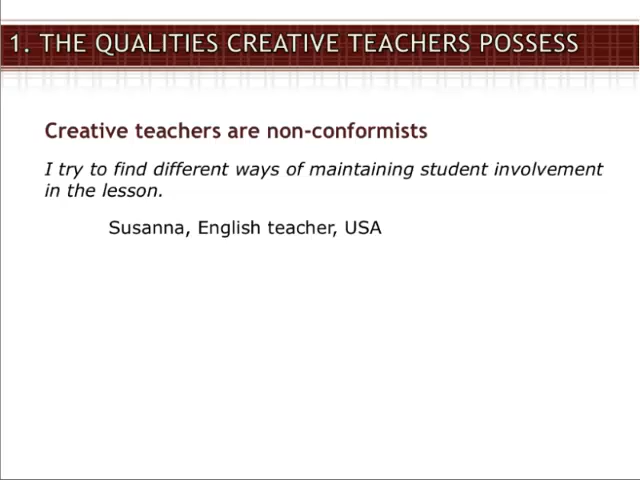 1. THE QUALITIES CREATIVE TEACHERS POSSESS
Creative teachers are non-conformists
I try to find different ways of maintaining student involvement
in the lesson.
Susanna, English teacher, USA